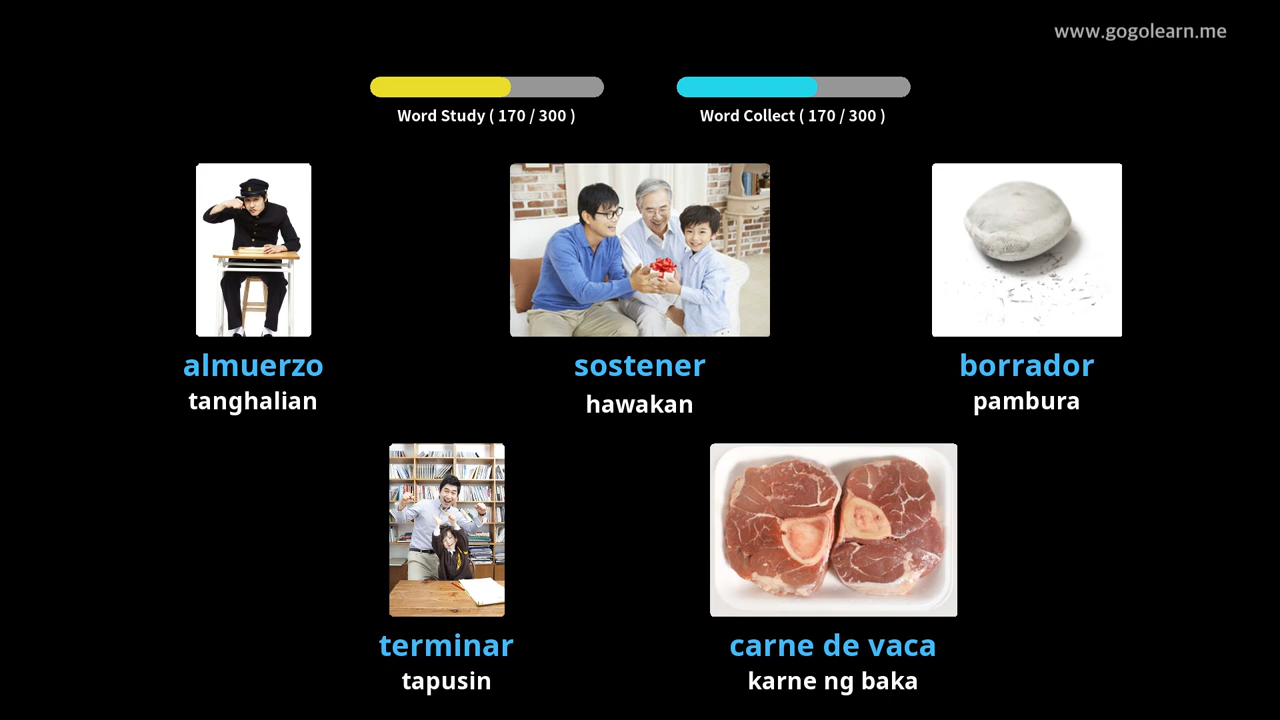 www.gogolearn.me
Word Study ( 170 / 300 )
Word Collect ( 170 / 300 )
almuerzo
tanghalian
sostener
hawakan
borrador
pambura
terminar
tapusin
carne de vaca
karne ng baka